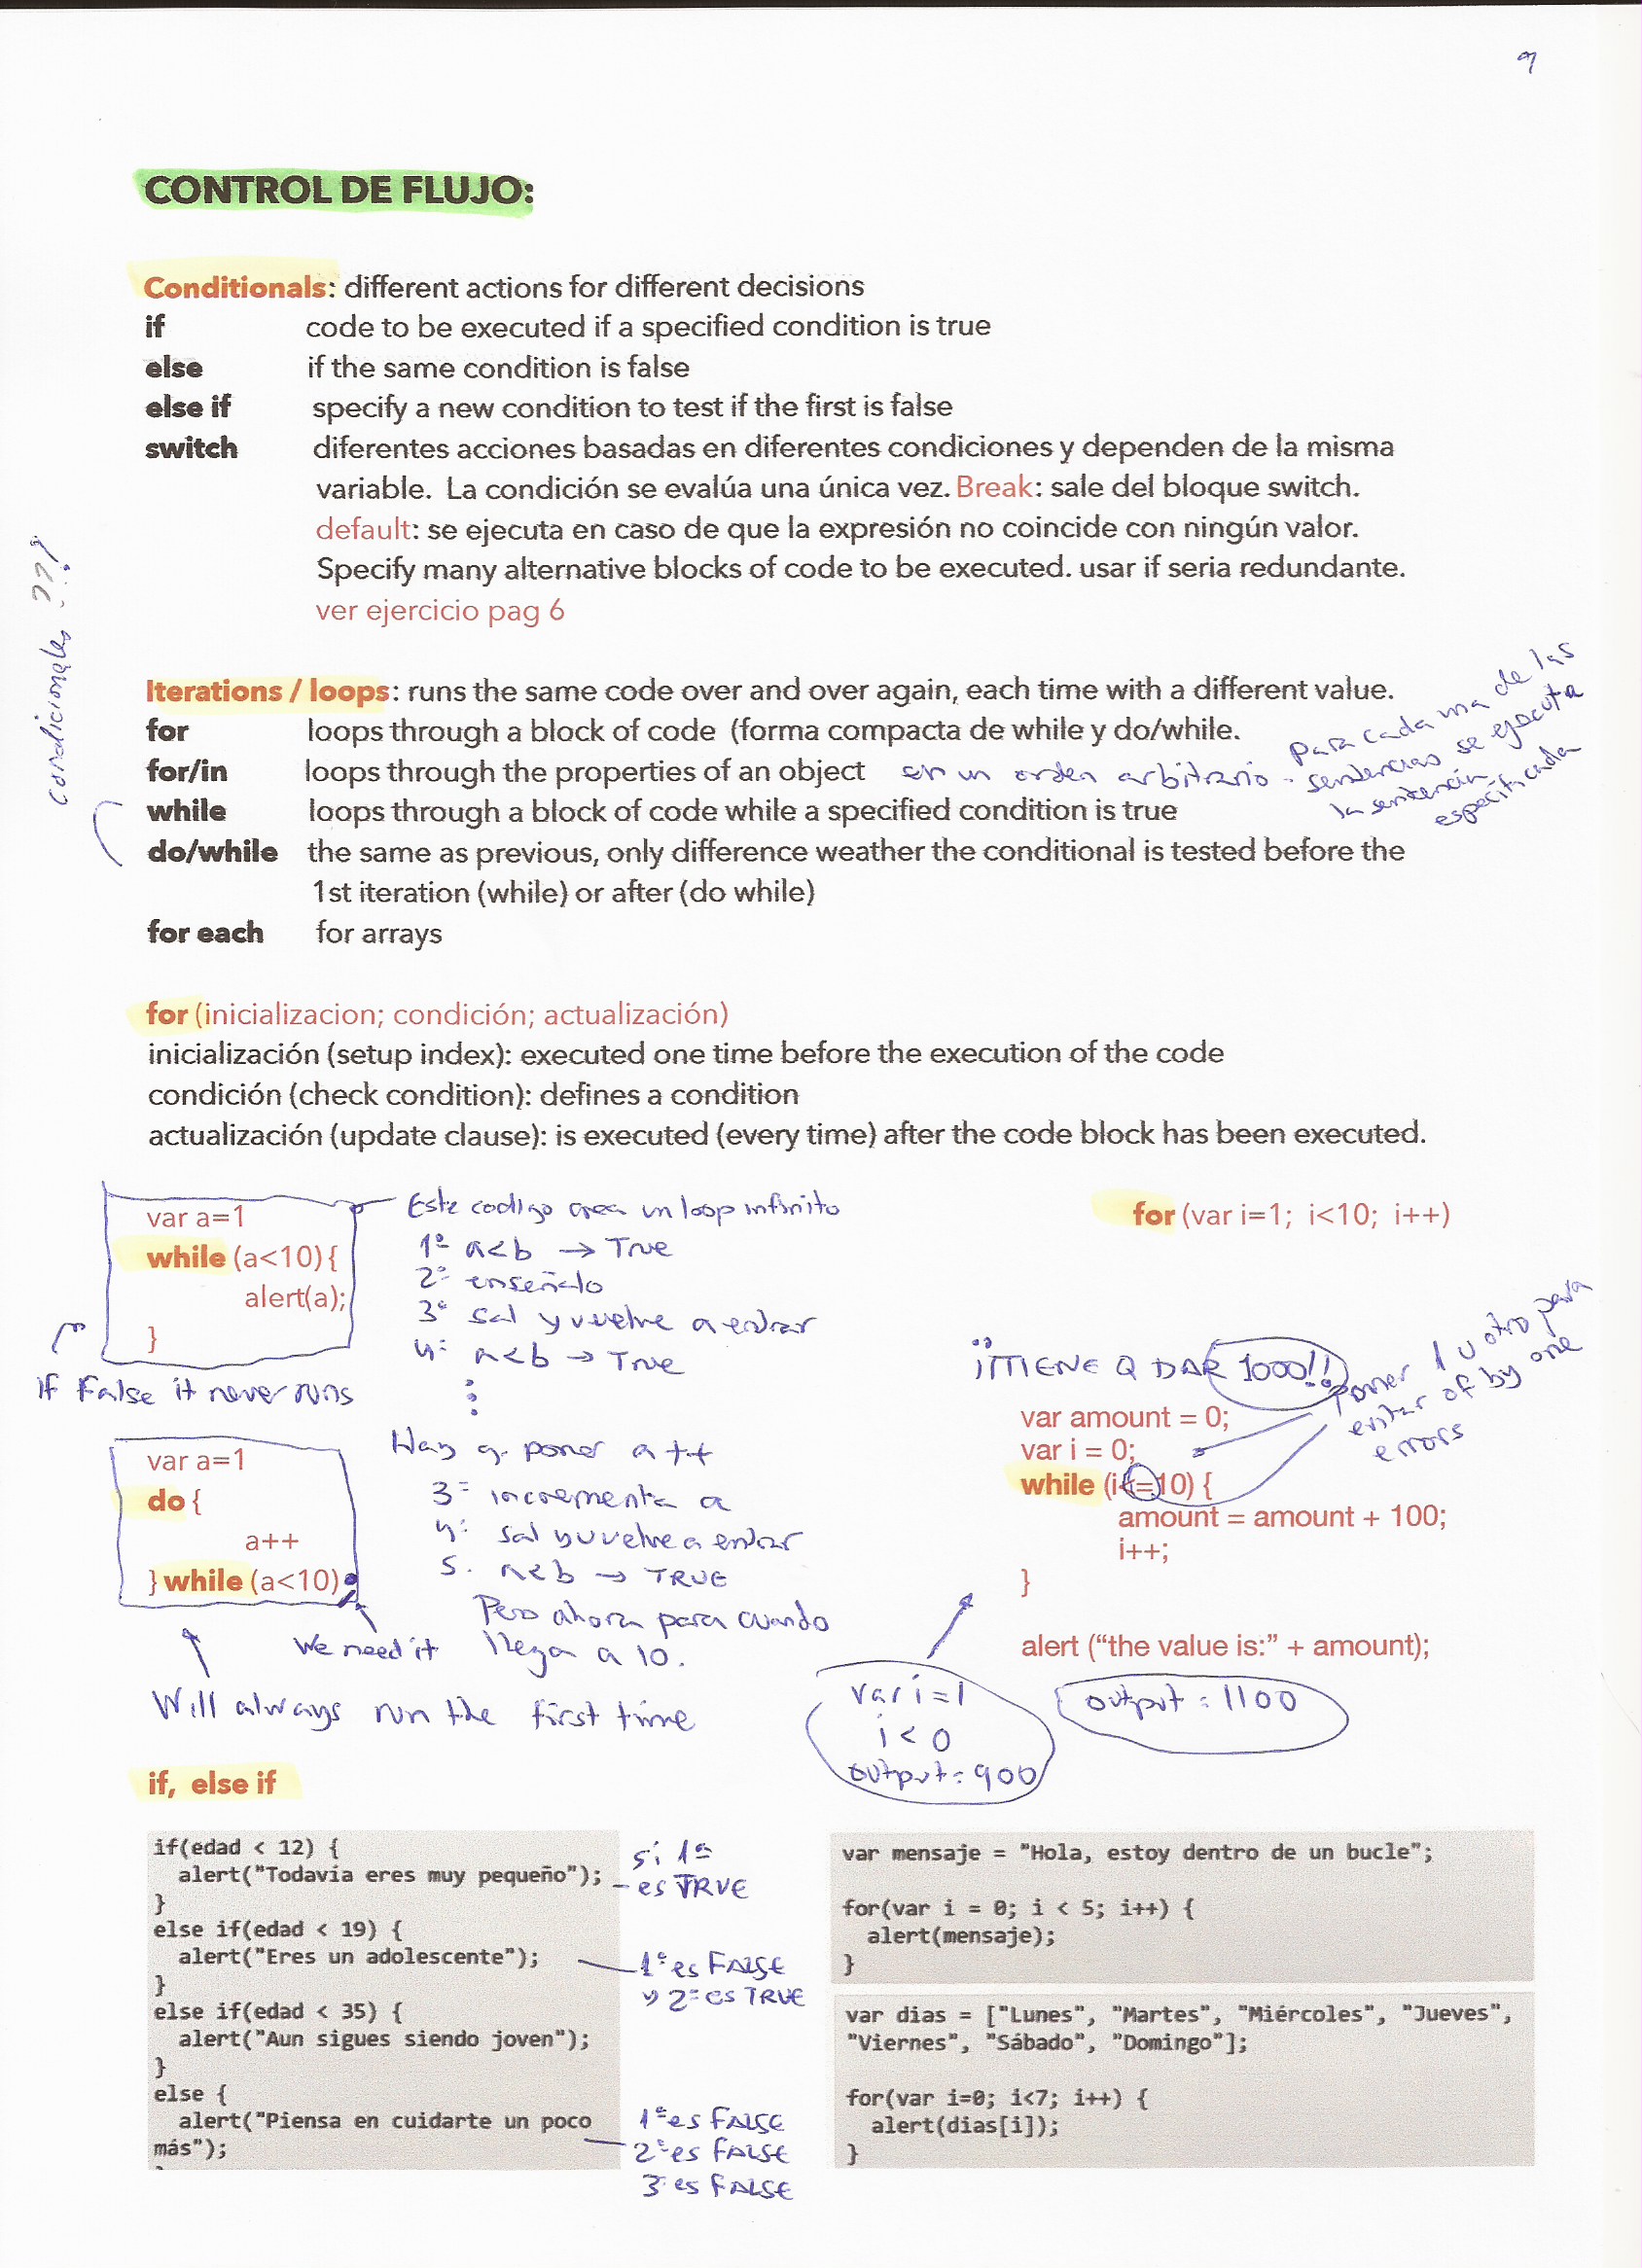 9
CONTROL DE FLUJO:
Conditionals: different actions for different decisions
if code to be executed if a specified condition is true
else if the same condition is false
else if specify a new condition to test if the first is false
switch diferentes acciones basadas en diferentes condiciones y dependen de la misma
variable. La condición se evalúa una única vez. Break: sale del bloque switch.
default: se ejecuta en caso de que la expresión no coincide con ningún valor.
Specify many alternative blocks of code to be executed. usar if seria redundante.
ver ejercicio pag 6
condicionales ???
Iterations / loops: runs the same code over and over again, each time with a different value.
for loops through a block of code (forma compacta de while y do/while.
for/in loops through the properties of an object en un orden arbitrario.
para cada una de las
sentencias se ejecuta
la sentencia
especificada
while loops through a block of code while a specified condition is true
do/while the same as previous, only difference weather the conditional is tested before the
1st iteration (while) or after (do while)
for each for arrays
for (inicializacion; condición; actualización)
inicialización (setup index): executed one time before the execution of the code
condición (check condition): defines a condition
actualización (update clause): is executed (every time) after the code block has been executed.
var a=1
while (a<10) {
alert(a);
}
if False it never runs
Este codigo crea un loop infinito
1º a<b → True
2º enseñalo
3º sal y vuelve a entrar
4º a<b → True
Hay q poner a++
3º incrementa a
4º sal y vuelve a entrar
5. a<b → TRUE
Pero ahora para cuando
llega a 10.
var a=1
do {
a++
} while (a<10);
We need it
Will always run the first time
for (var i=1; i<10; i++)
¡¡TIENE Q DAR 1000!!
Poner 1 u otro para
evitar of by one
errors
var amount = 0;
var i = 0;
while (i<=10) {
amount = amount + 100;
i++;
}
alert (“the value is:” + amount);
var i=1
i<0
output=900
output: 1100
if, else if
if(edad < 12) {
alert("Todavia eres muy pequeño");
}
else if(edad < 19) {
alert("Eres un adolescente");
}
else if(edad < 35) {
alert("Aun sigues siendo joven");
}
else {
alert("Piensa en cuidarte un poco
más");
si 1º
es TRUE
1º es FALSE
y 2º es TRUE
1º es FALSE
2º es FALSE
3º es FALSE
var mensaje = "Hola, estoy dentro de un bucle";
for(var i = 0; i < 5; i++) {
alert(mensaje);
}
var dias = ["Lunes", "Martes", "Miércoles", "Jueves",
"Viernes", "Sábado", "Domingo"];
for(var i=0; i<7; i++) {
alert(dias[i]);
}